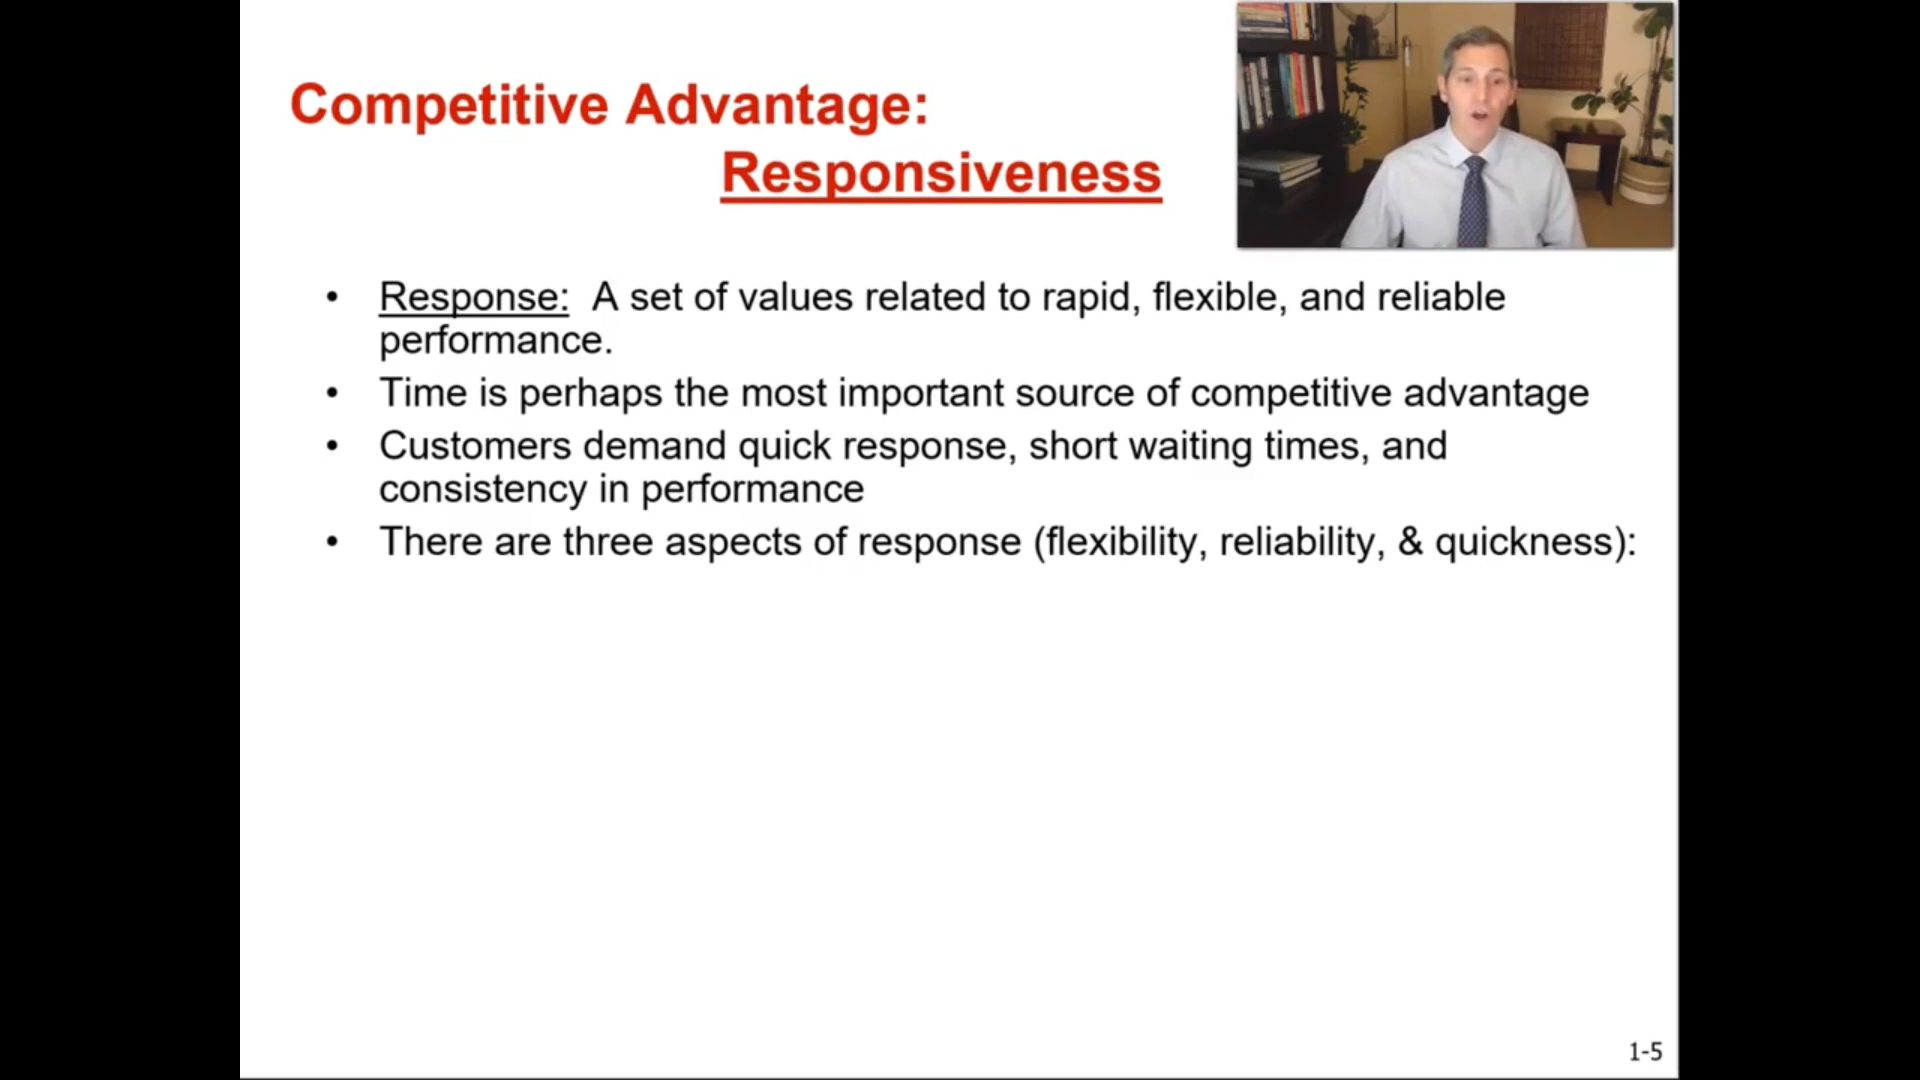 Competitive Advantage:
Responsiveness
• Response: A set of values related to rapid, flexible, and reliable
performance.
• Time is perhaps the most important source of competitive advantage
• Customers demand quick response, short waiting times, and
consistency in performance
• There are three aspects of response (flexibility, reliability, & quickness):
1-5